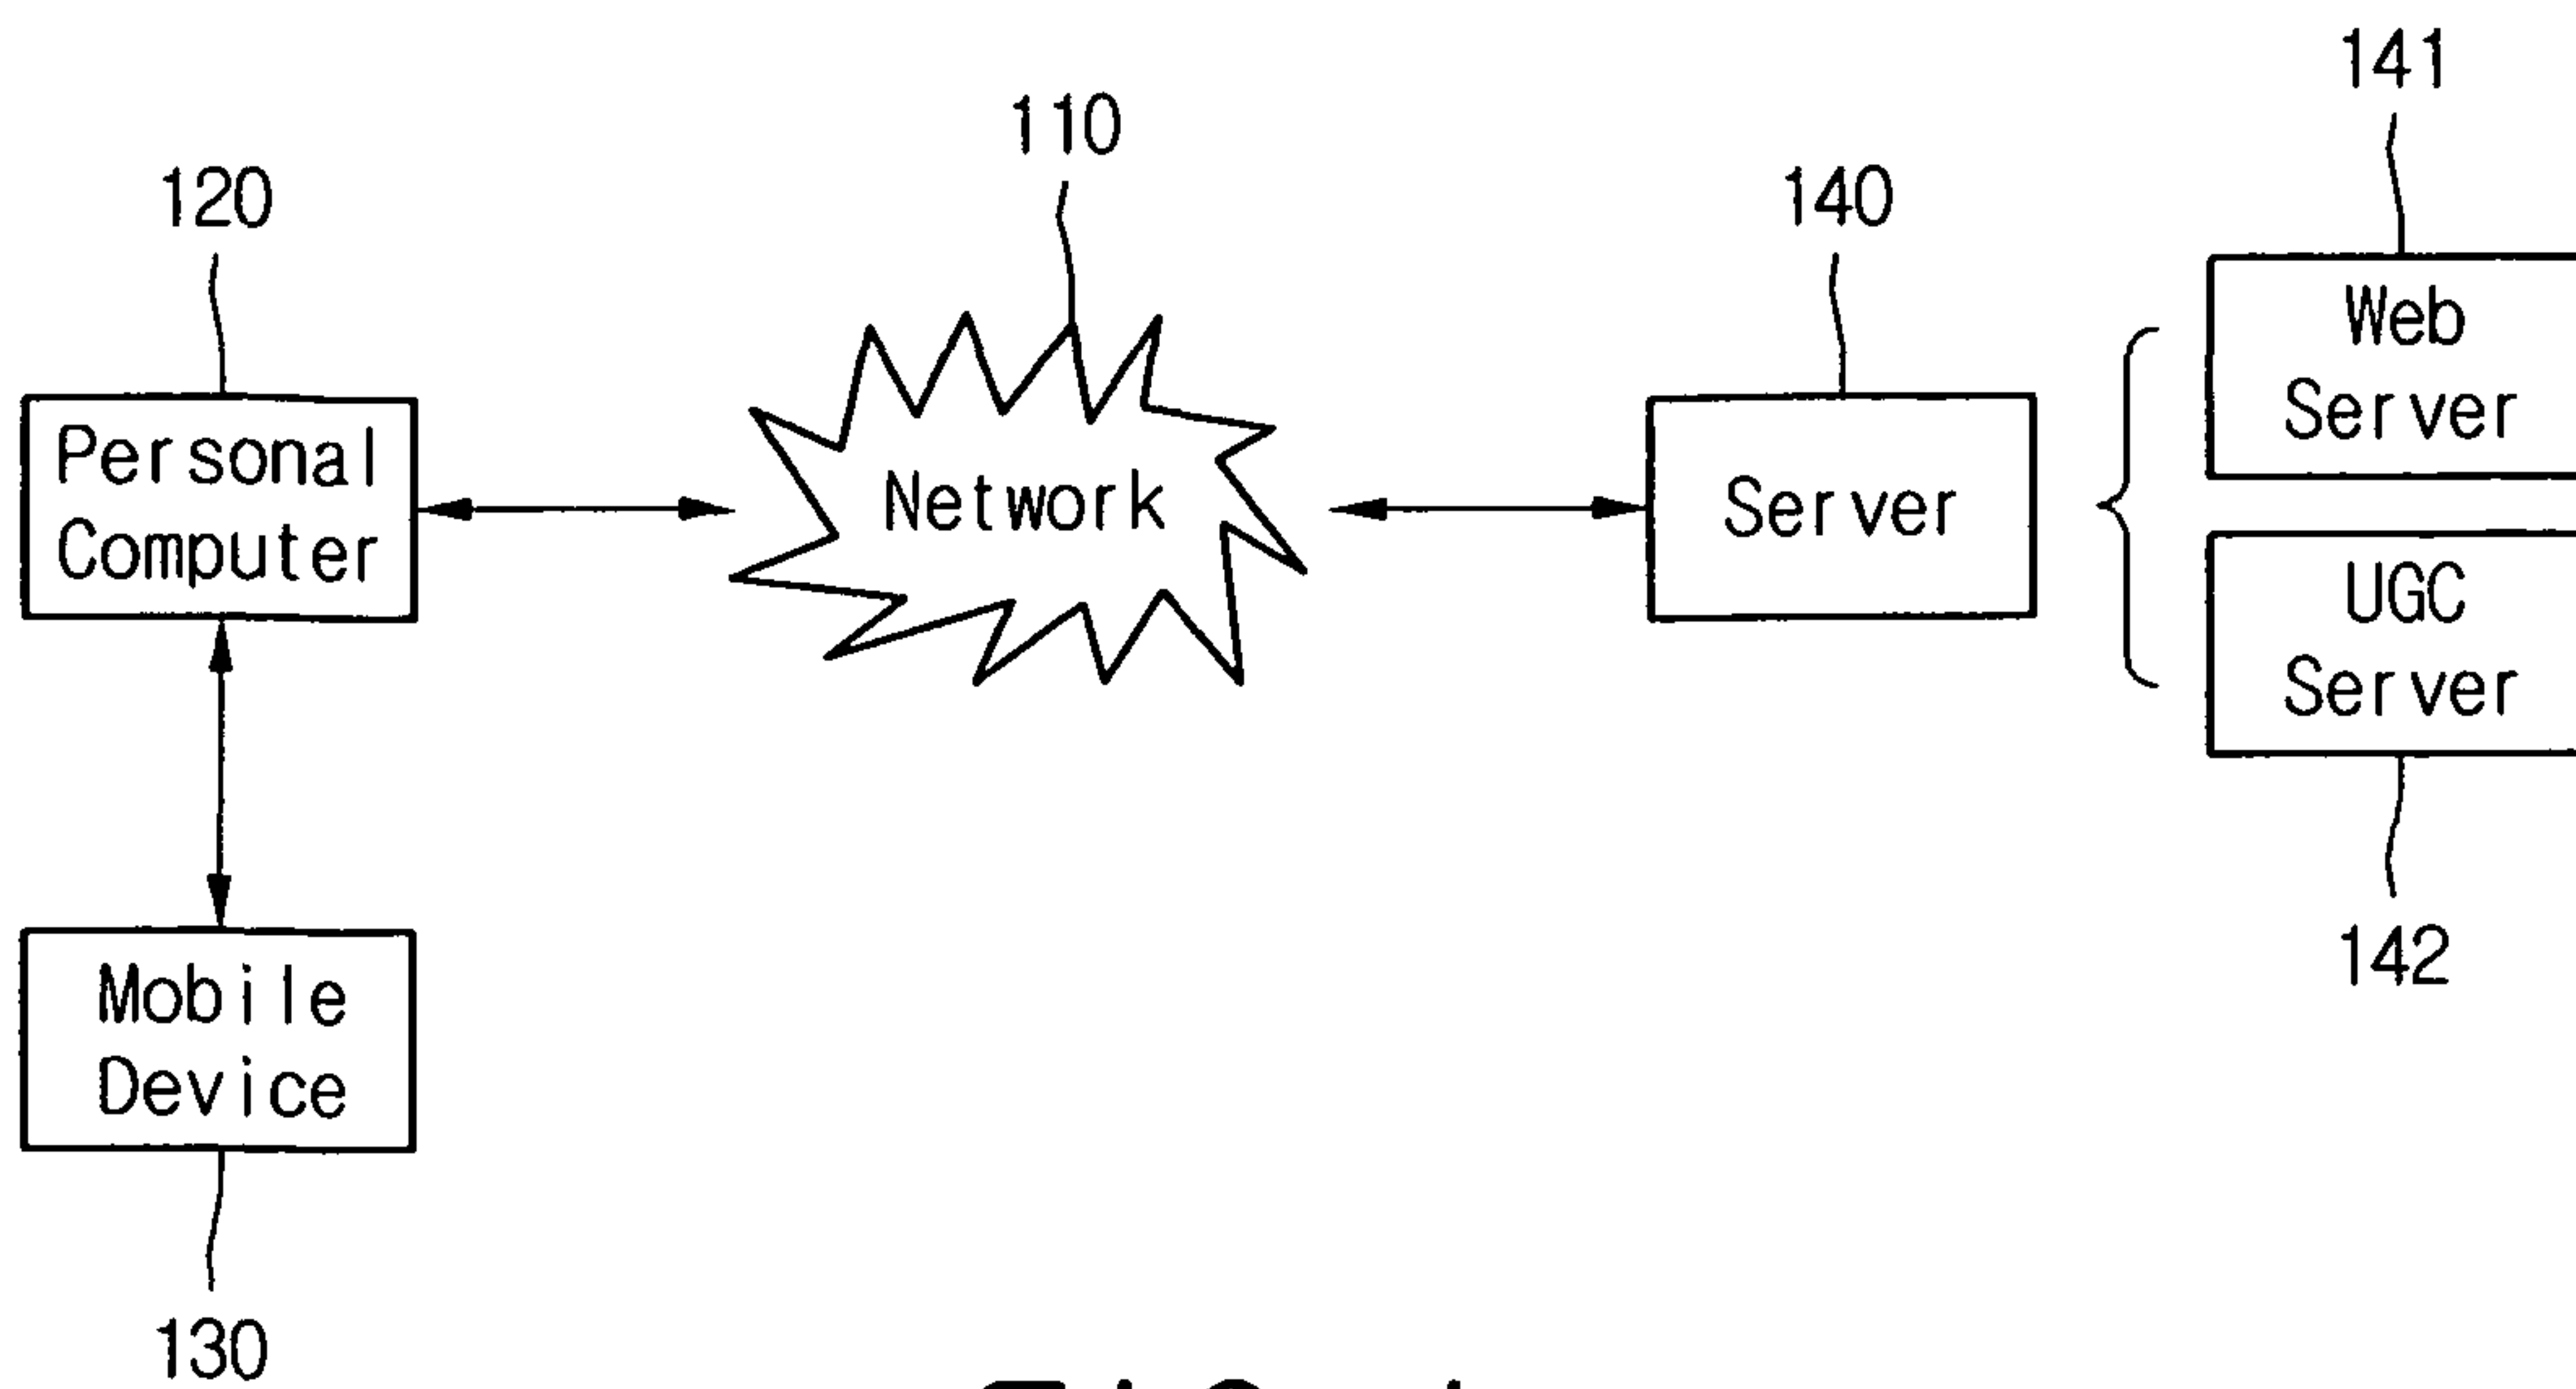 141
110
120
140
Web
Server
Personal
Computer
Network
Server
UGC
Server
142
Mobile
Device
130